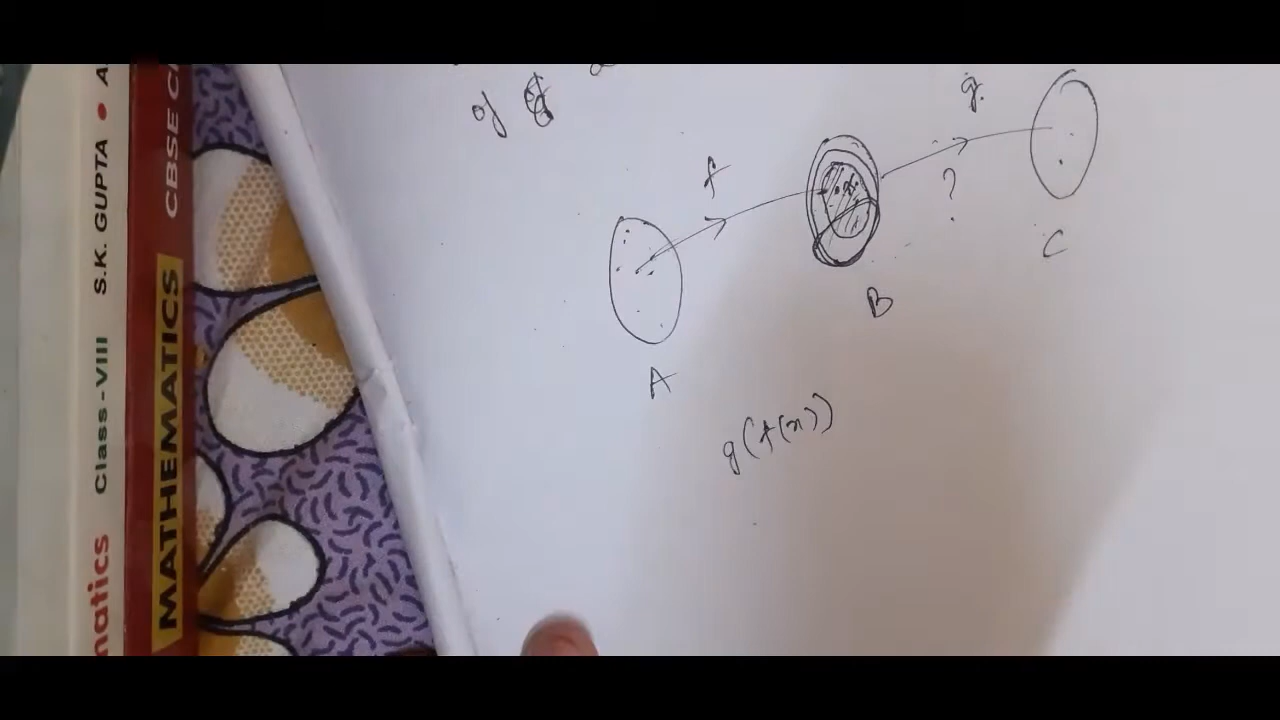 of
g
f
?
C
B
A
g(f(x))
S.K. GUPTA • A
Class-VIII
matics
CBSE C
MATHEMATICS